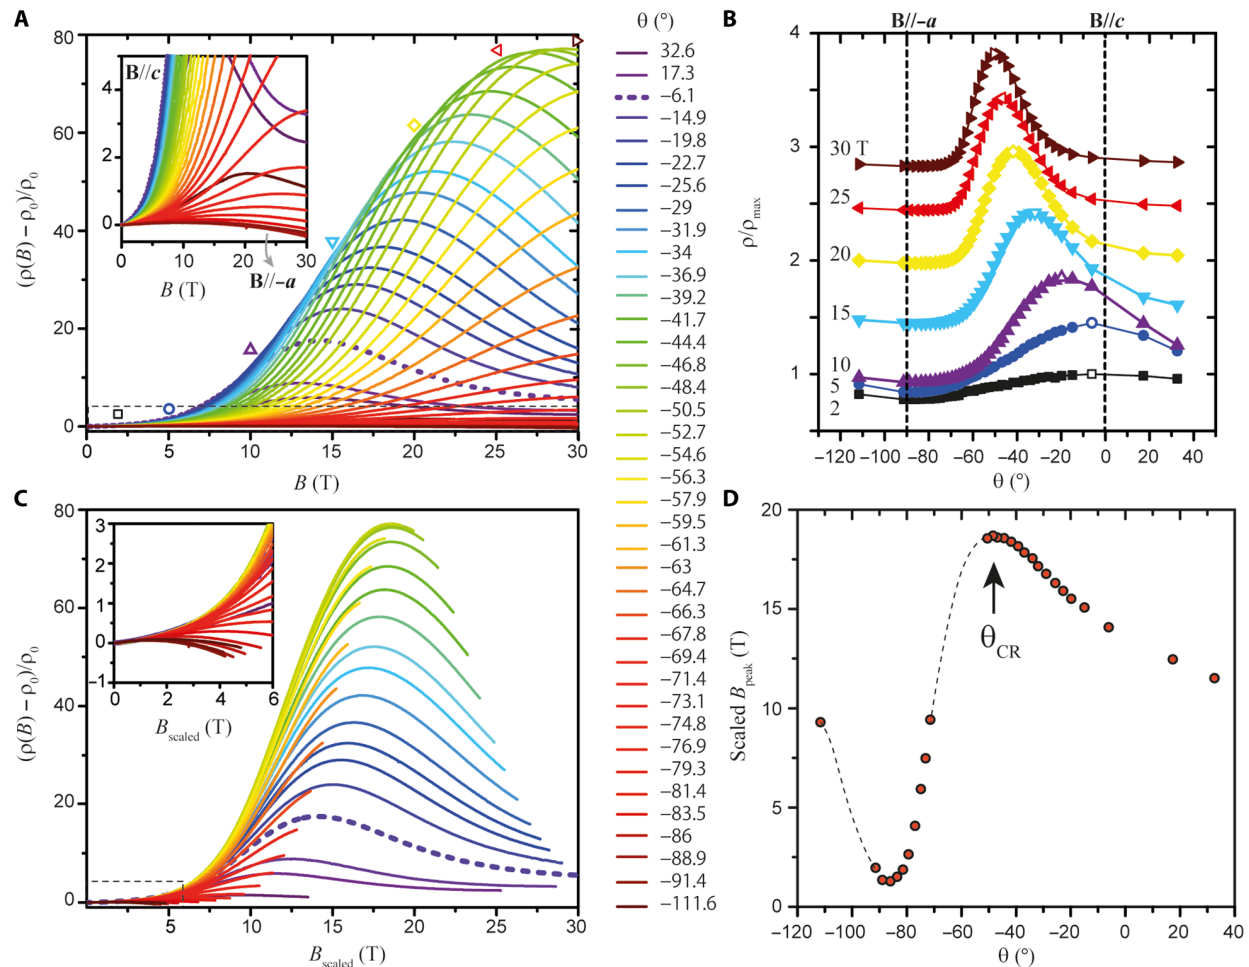 A
(ρ(B) – ρ₀)/ρ₀
80
60
40
20
0
0 5 10 15 20 25 30
B (T)
B//c
4
2
0
0 10 20 30
B (T)
B//–a
θ (°)
32.6
17.3
–6.1
–14.9
–19.8
–22.7
–25.6
–29
–31.9
–34
–36.9
–39.2
–41.7
–44.4
–46.8
–48.4
–50.5
–52.7
–54.6
–56.3
–57.9
–59.5
–61.3
–63
–64.7
–66.3
–67.8
–69.4
–71.4
–73.1
–74.8
–76.9
–79.3
–81.4
–83.5
–86
–88.9
–91.4
–111.6
B
B//–a B//c
ρ/ρmax
4
3
2
1
30 T
25
20
15
10
5
2
–120 –100 –80 –60 –40 –20 0 20 40
θ (°)
C
(ρ(B) – ρ₀)/ρ₀
80
60
40
20
0
0 5 10 15 20 25 30
Bscaled (T)
3
2
1
0
–1
0 2 4 6
Bscaled (T)
D
Scaled Bpeak (T)
20
15
10
5
0
θCR
–120 –100 –80 –60 –40 –20 0 20 40
θ (°)